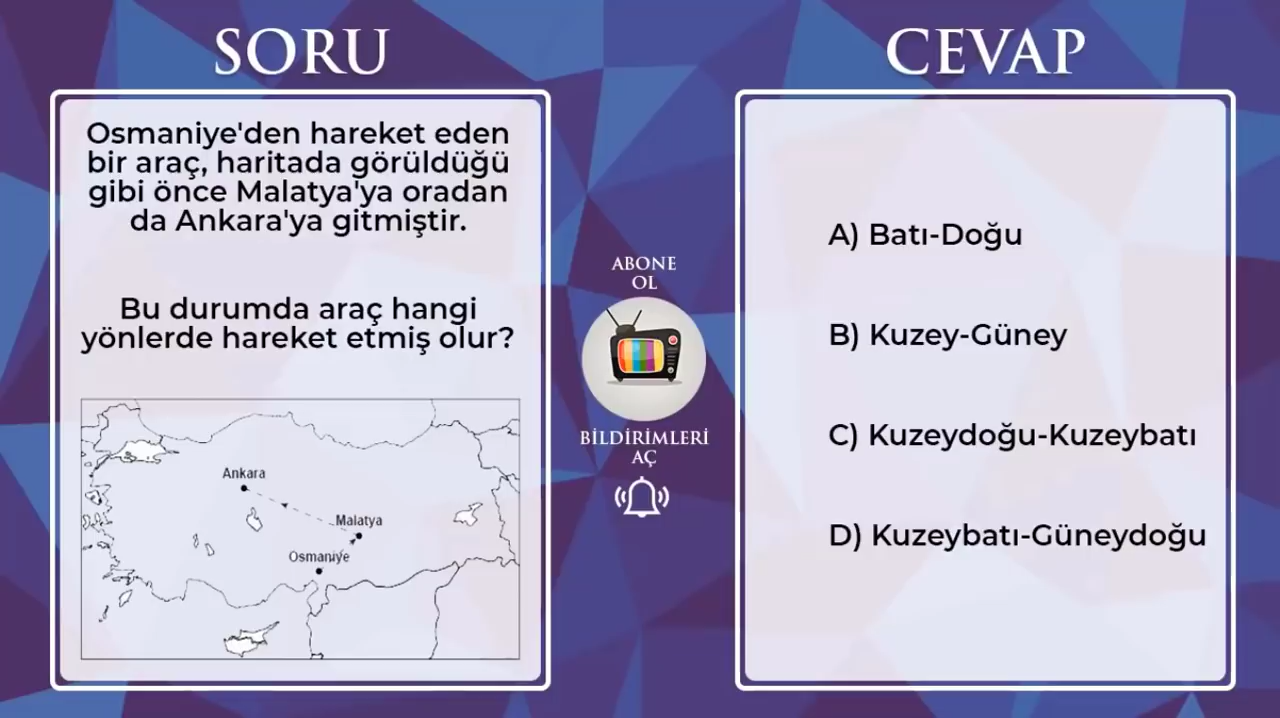 SORU
Osmaniye'den hareket eden
bir araç, haritada görüldüğü
gibi önce Malatya'ya oradan
da Ankara'ya gitmiştir.
Bu durumda araç hangi
yönlerde hareket etmiş olur?
Ankara
Malatya
Osmaniye
ABONE
OL
BİLDİRİMLERİ
AÇ
CEVAP
A) Batı-Doğu
B) Kuzey-Güney
C) Kuzeydoğu-Kuzeybatı
D) Kuzeybatı-Güneydoğu